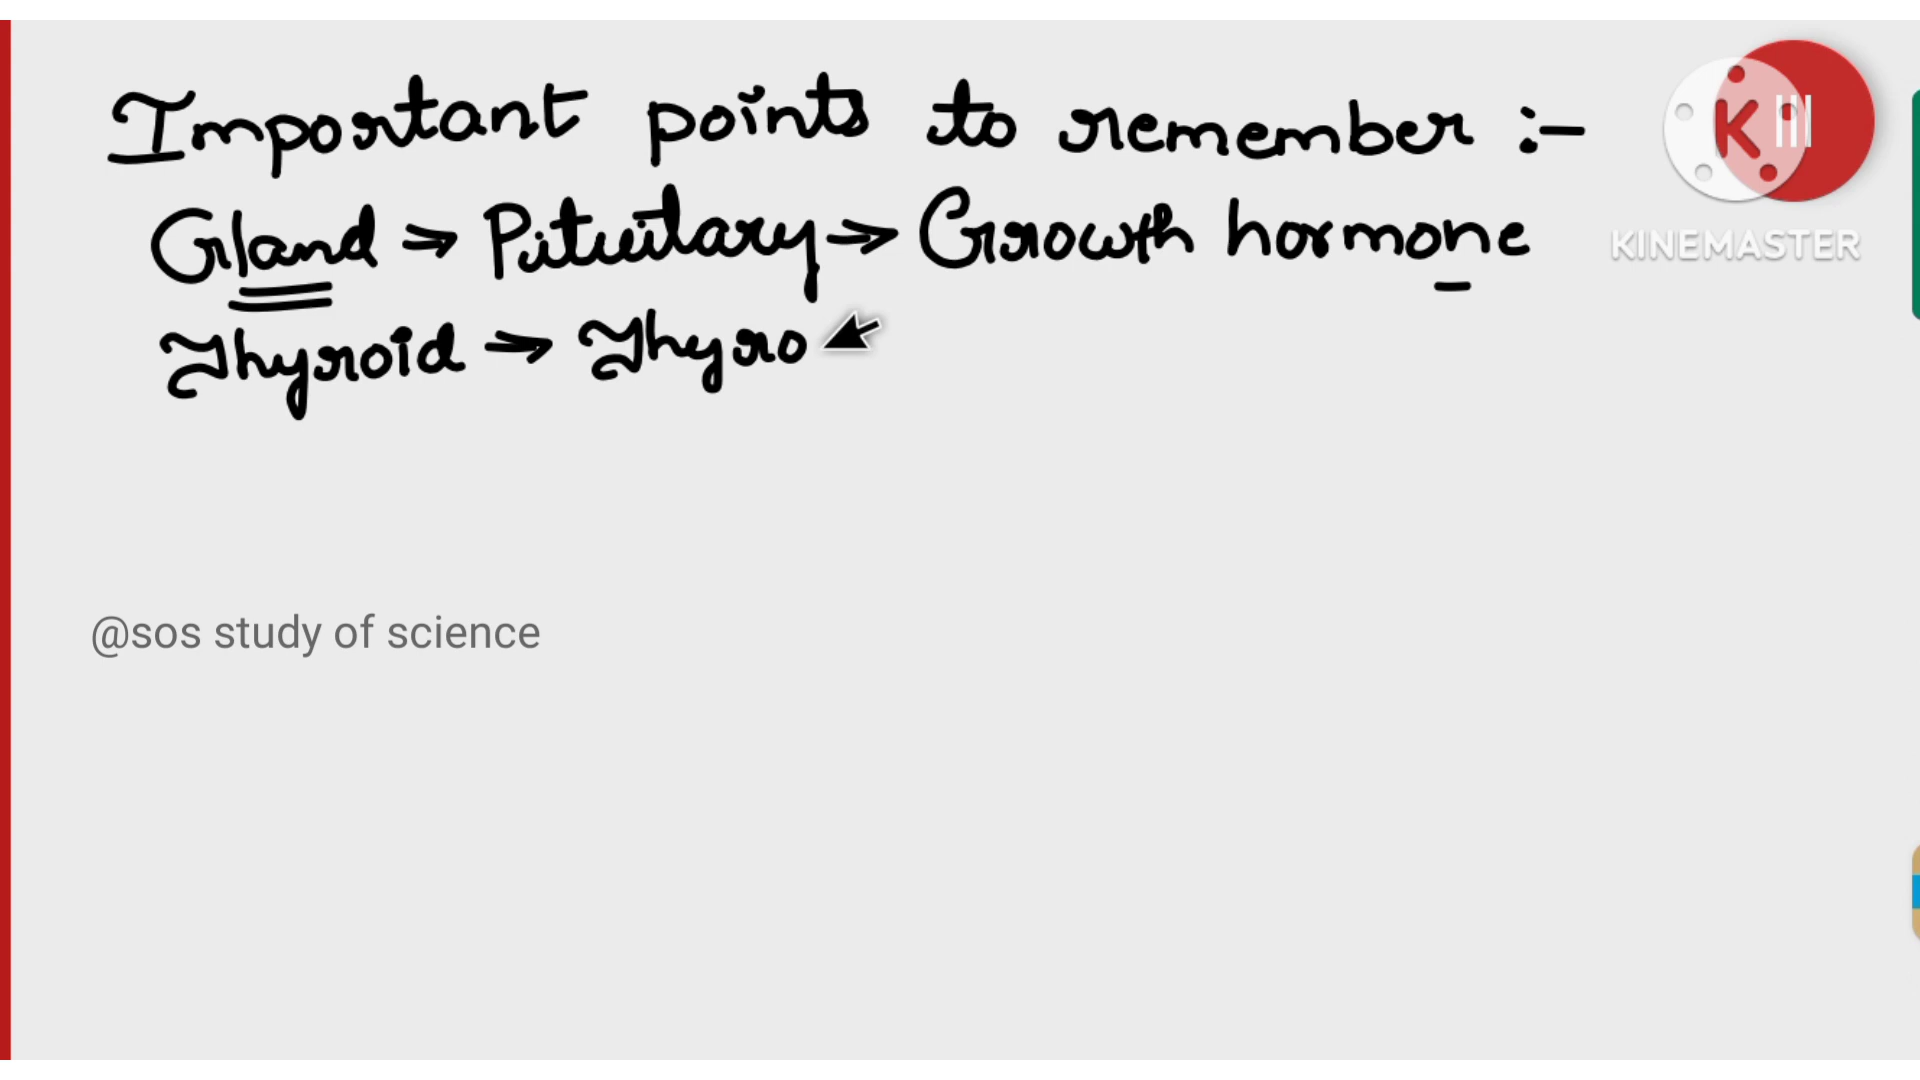 Important points to remember :-
Gland → Pituitary → Growth hormone
Thyroid → Thyro
@sos study of science
KINEMASTER